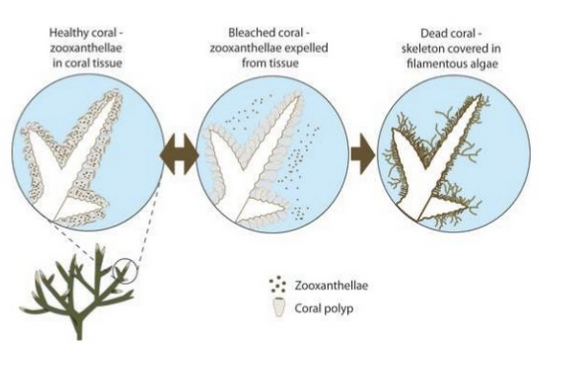 Healthy coral -
zooxanthellae
in coral tissue
Bleached coral -
zooxanthellae expelled
from tissue
Dead coral -
skeleton covered in
filamentous algae
Zooxanthellae
Coral polyp